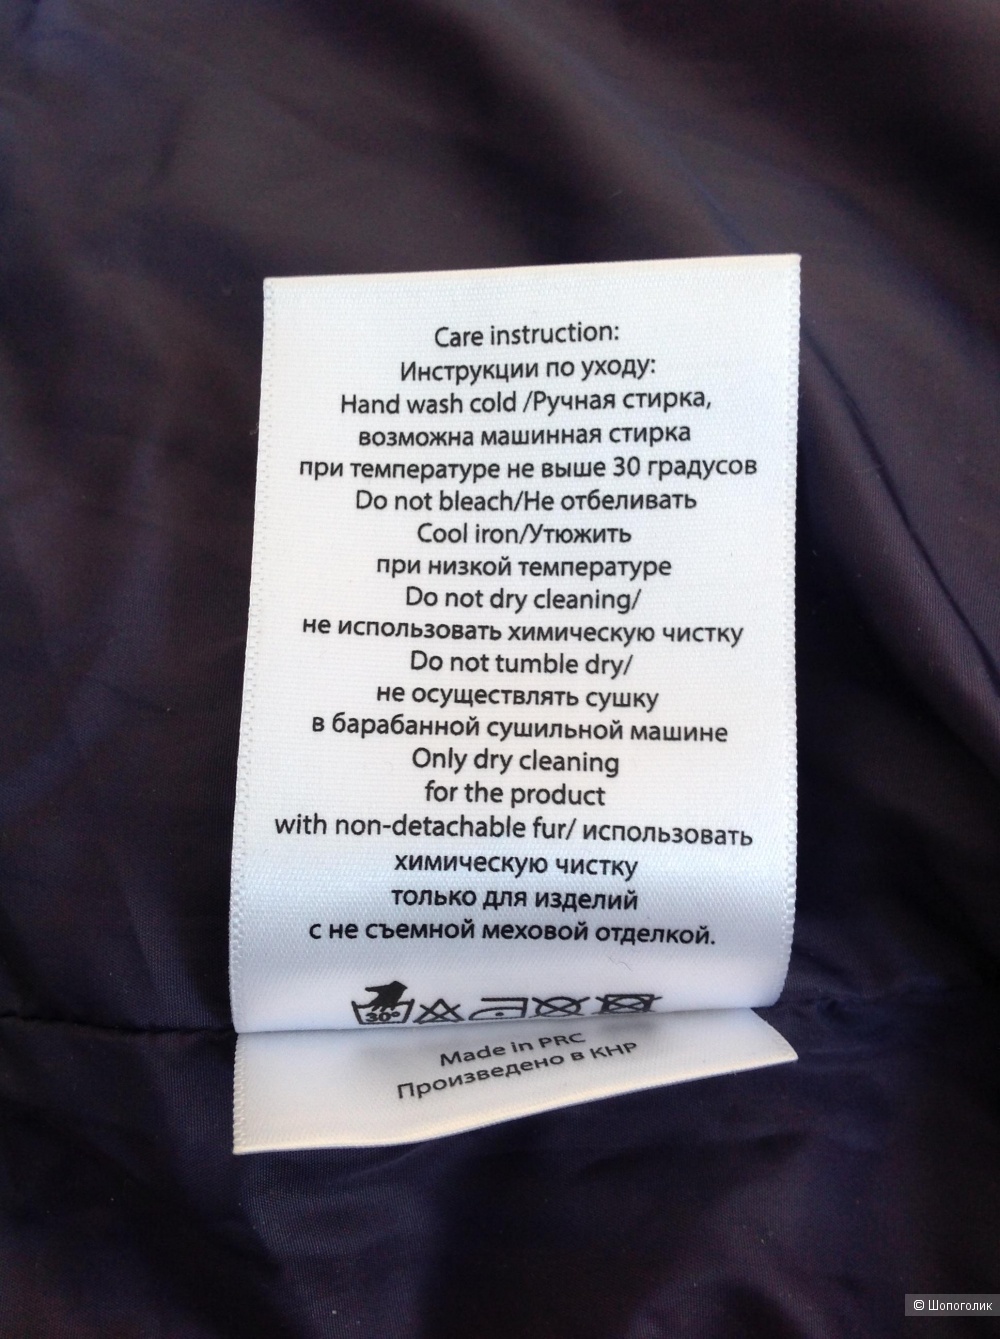 Care instruction:
Инструкции по уходу:
Hand wash cold /Ручная стирка,
возможна машинная стирка
при температуре не выше 30 градусов
Do not bleach/Не отбеливать
Cool iron/Утюжить
при низкой температуре
Do not dry cleaning/
не использовать химическую чистку
Do not tumble dry/
не осуществлять сушку
в барабанной сушильной машине
Only dry cleaning
for the product
with non-detachable fur/ использовать
химическую чистку
только для изделий
с не съемной меховой отделкой.
30°
Made in PRC
Произведено в КНР
© Шопоголик